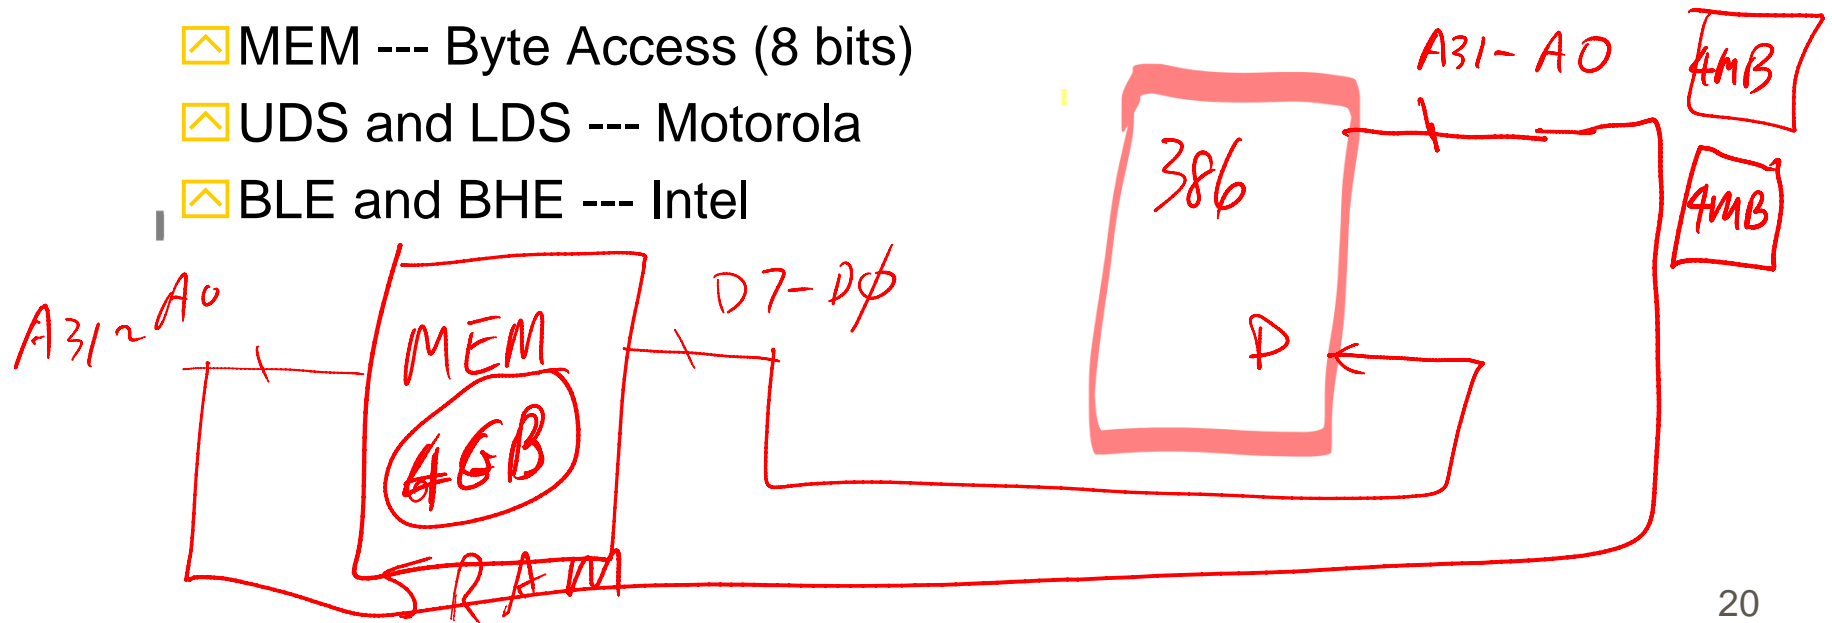 MEM --- Byte Access (8 bits)
UDS and LDS --- Motorola
BLE and BHE --- Intel
A31-A0
4MB
386
4MB
A31~A0
D7-D0
MEM
D
4GB
SRAM
20